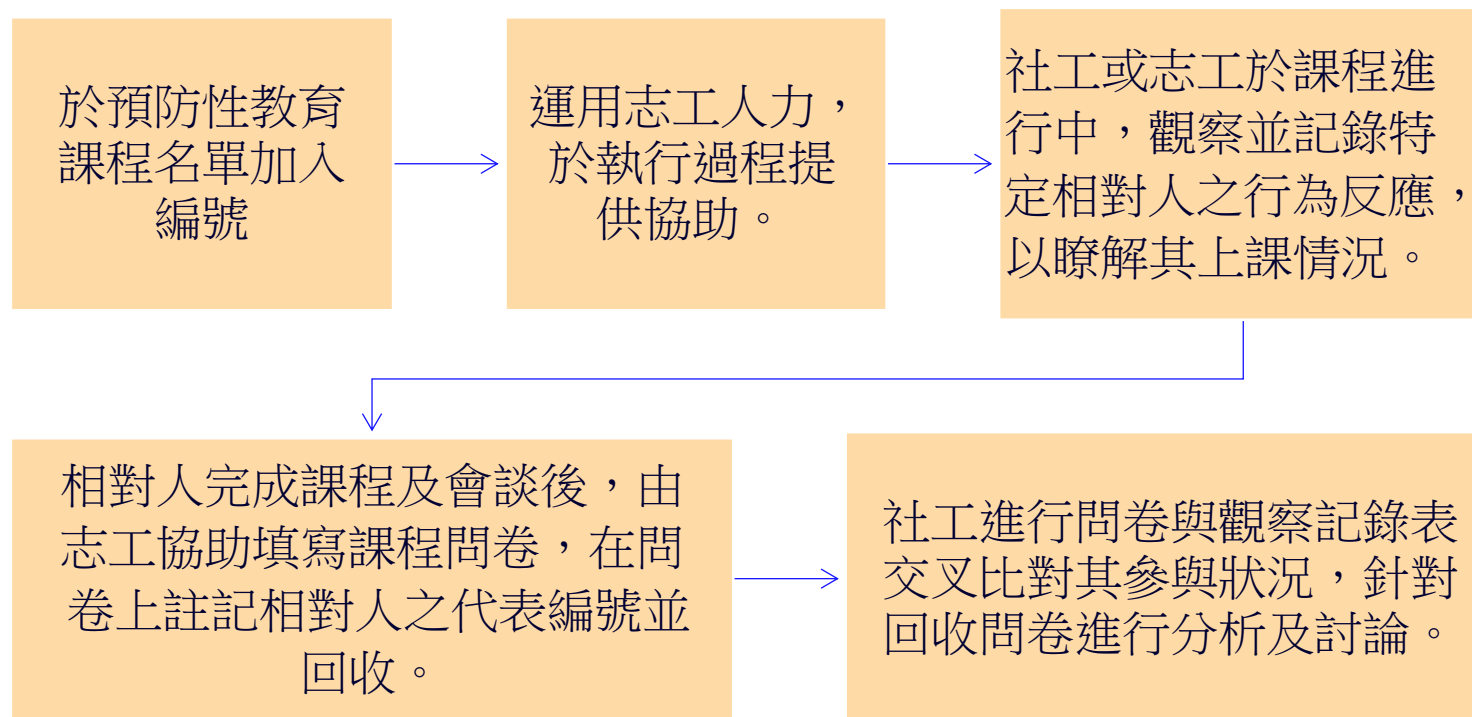 於預防性教育
課程名單加入
編號
運用志工人力，
於執行過程提
供協助。
社工或志工於課程進
行中，觀察並記錄特
定相對人之行為反應，
以瞭解其上課情況。
相對人完成課程及會談後，由
志工協助填寫課程問卷，在問
卷上註記相對人之代表編號並
回收。
社工進行問卷與觀察記錄表
交叉比對其參與狀況，針對
回收問卷進行分析及討論。